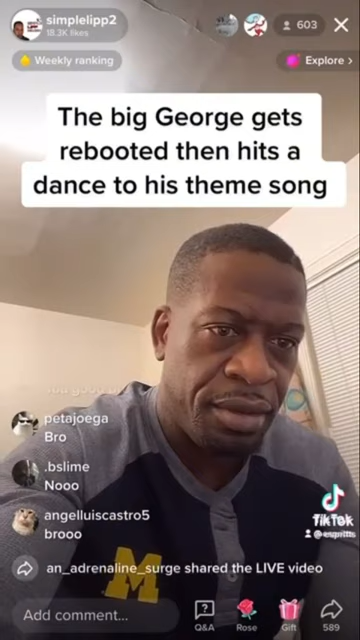 simplelipp2
18.3K likes
603
Weekly ranking
Explore >
The big George gets
rebooted then hits a
dance to his theme song
petajoega
Bro
.bslime
Nooo
angelluiscastro5
brooo
TikTok
@espritts
an_adrenaline_surge shared the LIVE video
M
Add comment...
Q&A
Rose
Gift
589